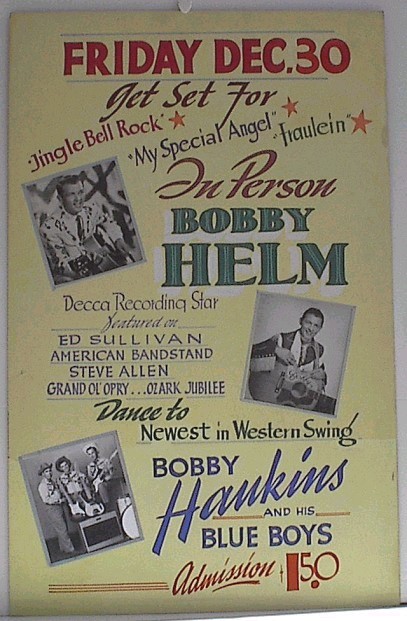 FRIDAY DEC. 30
Get Set For
"Jingle Bell Rock"
"My Special Angel"
"Fraulein"
In Person
BOBBY
HELM
Decca Recording Star
featured on
ED SULLIVAN
AMERICAN BANDSTAND
STEVE ALLEN
GRAND OL' OPRY... OZARK JUBILEE
Dance to
Newest in Western Swing
BOBBY
Hawkins
AND HIS
BLUE BOYS
Admission $1.50